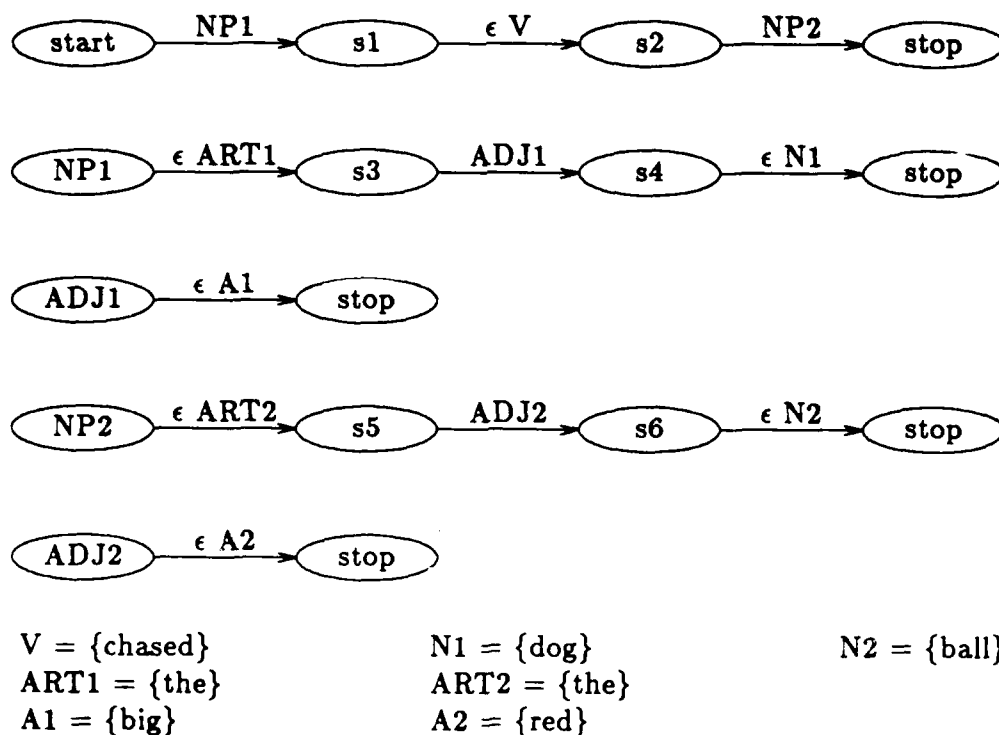 start NP1 s1 ϵ V s2 NP2 stop
NP1 ϵ ART1 s3 ADJ1 s4 ϵ N1 stop
ADJ1 ϵ A1 stop
NP2 ϵ ART2 s5 ADJ2 s6 ϵ N2 stop
ADJ2 ϵ A2 stop
V = {chased} N1 = {dog} N2 = {ball}
ART1 = {the} ART2 = {the}
A1 = {big} A2 = {red}